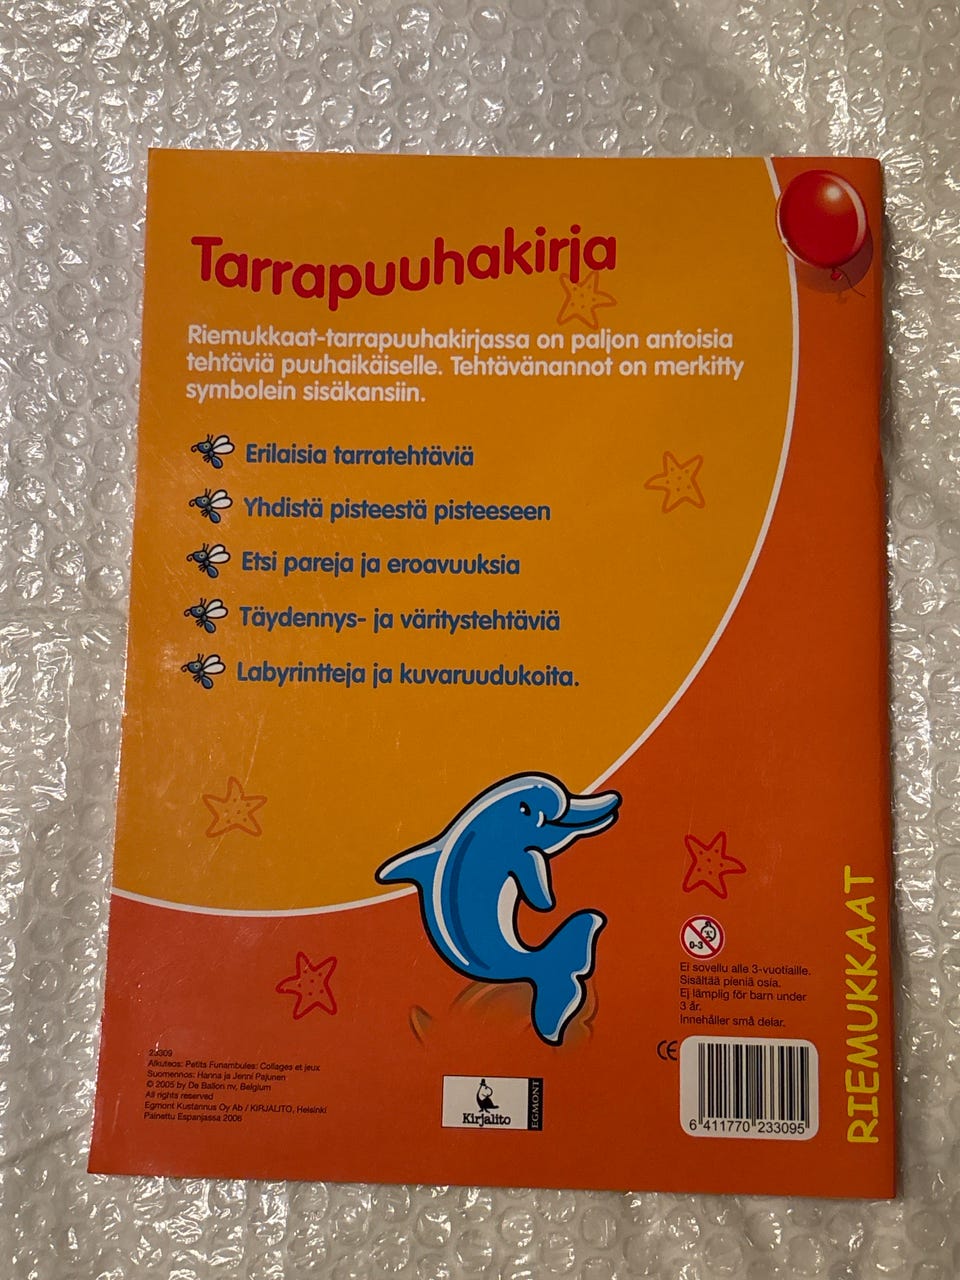 Tarrapuuhakirja
Riemukkaat-tarrapuuhakirjassa on paljon antoisia
tehtäviä puuhaikäiselle. Tehtävänannot on merkitty
symbolein sisäkansiin.
Erilaisia tarratehtäviä
Yhdistä pisteestä pisteeseen
Etsi pareja ja eroavuuksia
Täydennys- ja väritystehtäviä
Labyrintteja ja kuvaruudukoita.
0-3
Ei sovellu alle 3-vuotiaille.
Sisältää pieniä osia.
Ej lämplig för barn under
3 år.
Innehåller små delar.
CE
6 411770 233095
RIEMUKKAAT
23309
Alkuteos: Petits Funambules: Collages et jeux
Suomennos: Hanna ja Jenni Pajunen
© 2005 by De Ballon nv, Belgium
All rights reserved
Egmont Kustannus Oy Ab / KIRJALITO, Helsinki
Painettu Espanjassa 2006
Kirjalito
EGMONT